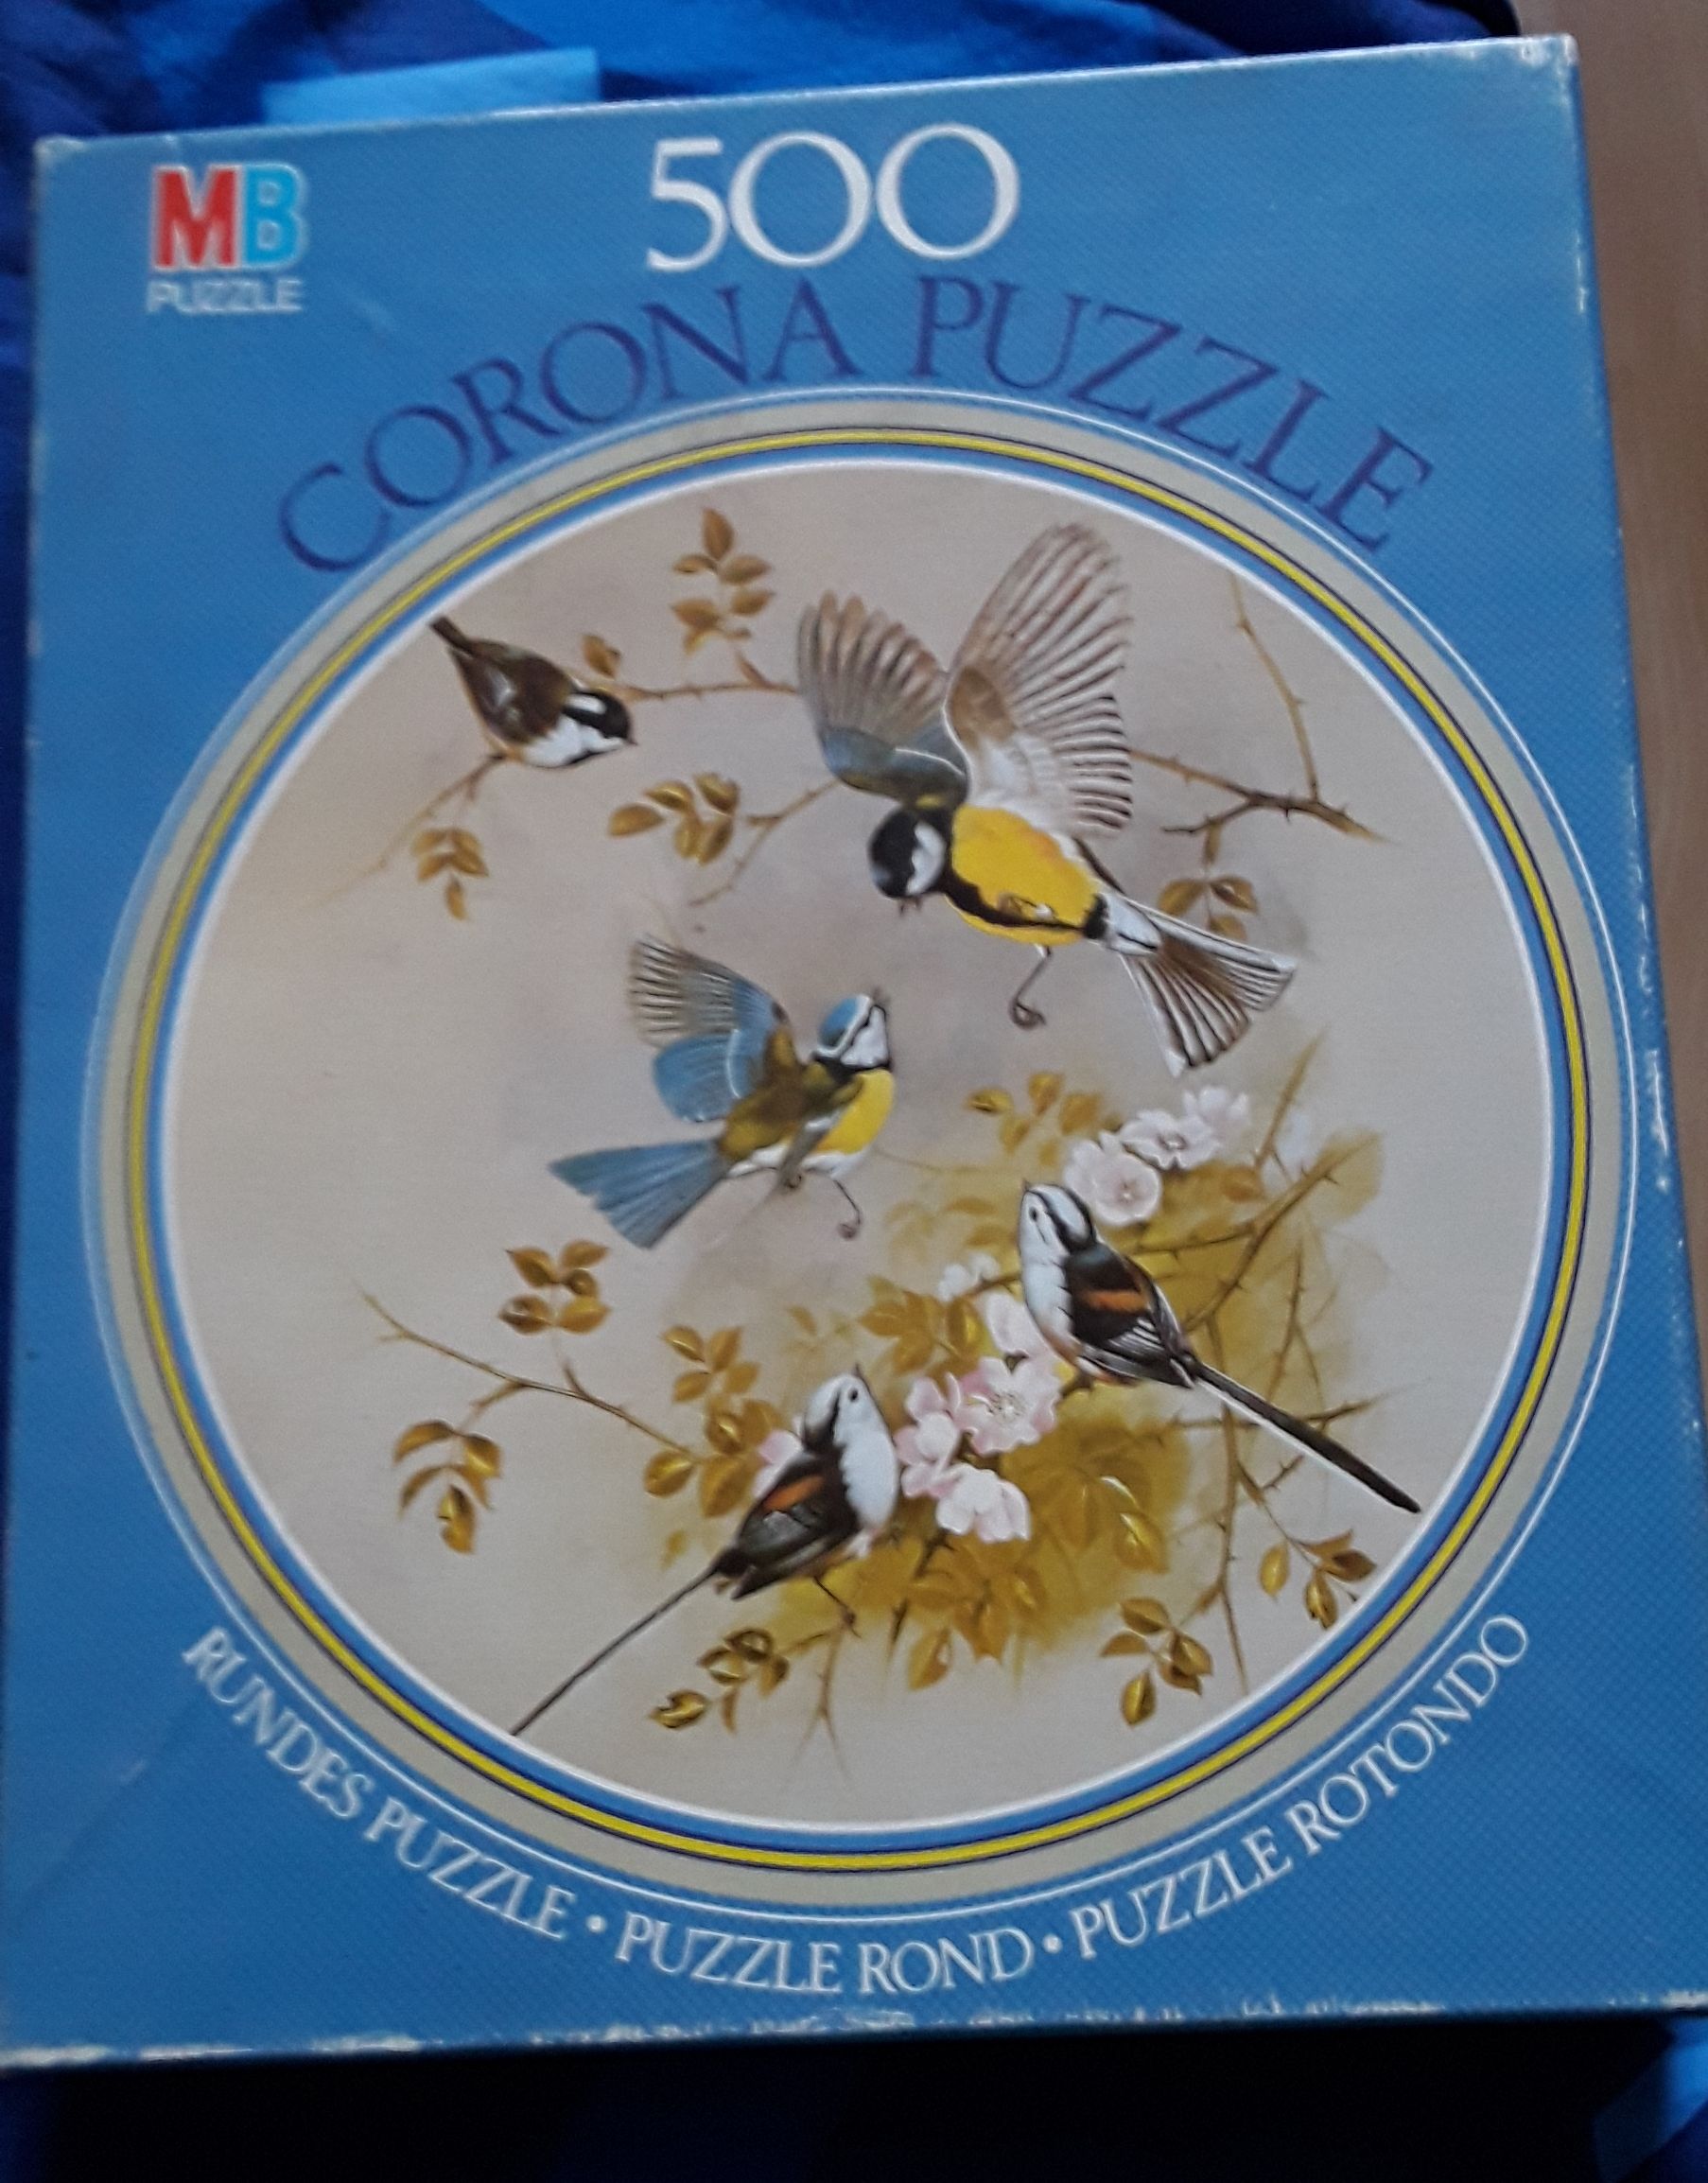 MB
PUZZLE
500
CORONA PUZZLE
RUNDES PUZZLE • PUZZLE ROND • PUZZLE ROTONDO